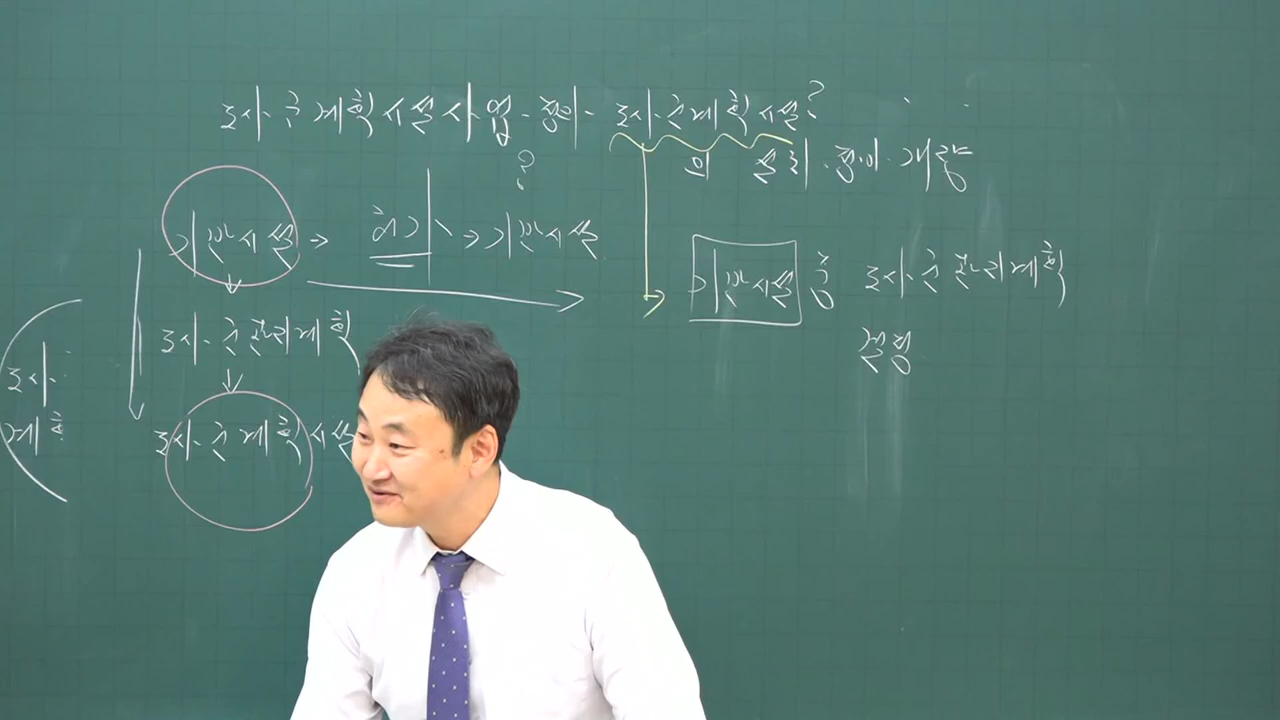 도시·군계획시설사업·정의·도시·군계획시설?
의 설치·정비·개량
?
기반시설 → 허가 → 기반시설
기반시설 중 도시·군관리계획
결정
도시·군관리계획
도시·군계획시설
도시·
계획